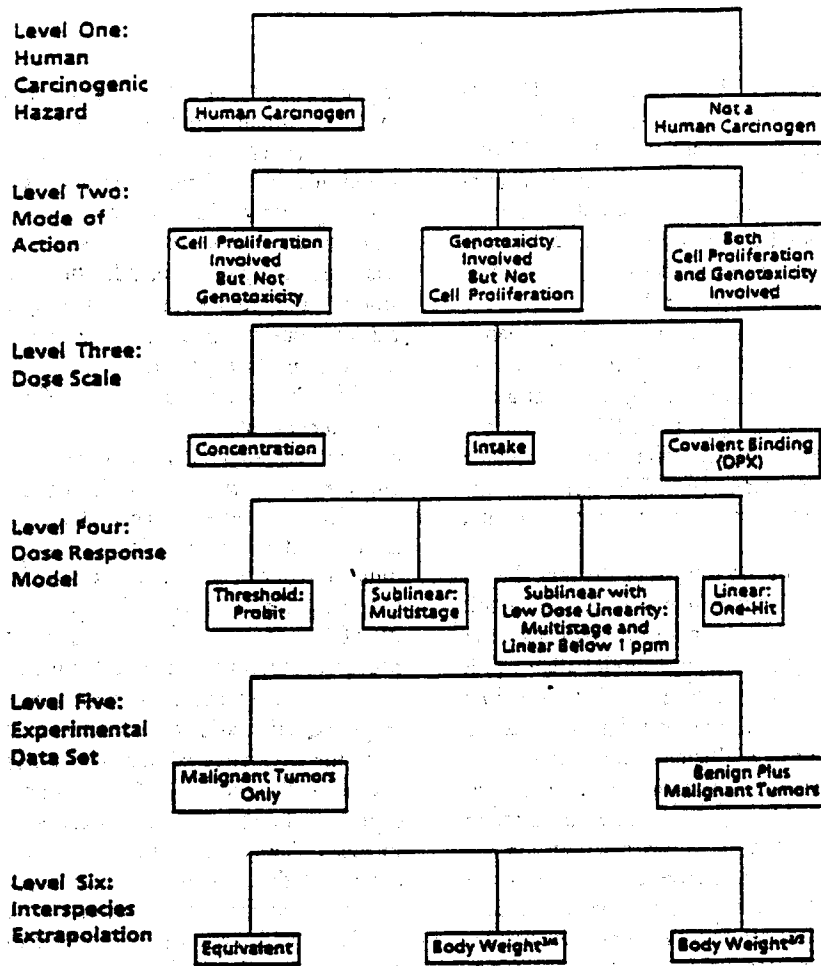 Level One:
Human
Carcinogenic
Hazard
Human Carcinogen
Not a
Human Carcinogen
Level Two:
Mode of
Action
Cell Proliferation
Involved
But Not
Genotoxicity
Genotoxicity
Involved
But Not
Cell Proliferation
Both
Cell Proliferation
and Genotoxicity
Involved
Level Three:
Dose Scale
Concentration
Intake
Covalent Binding
(DPX)
Level Four:
Dose Response
Model
Threshold:
Probit
Sublinear:
Multistage
Sublinear with
Low Dose Linearity:
Multistage and
Linear Below 1 ppm
Linear:
One-Hit
Level Five:
Experimental
Data Set
Malignant Tumors
Only
Benign Plus
Malignant Tumors
Level Six:
Interspecies
Extrapolation
Equivalent
Body Weight³ᐟ⁴
Body Weight²ᐟ³